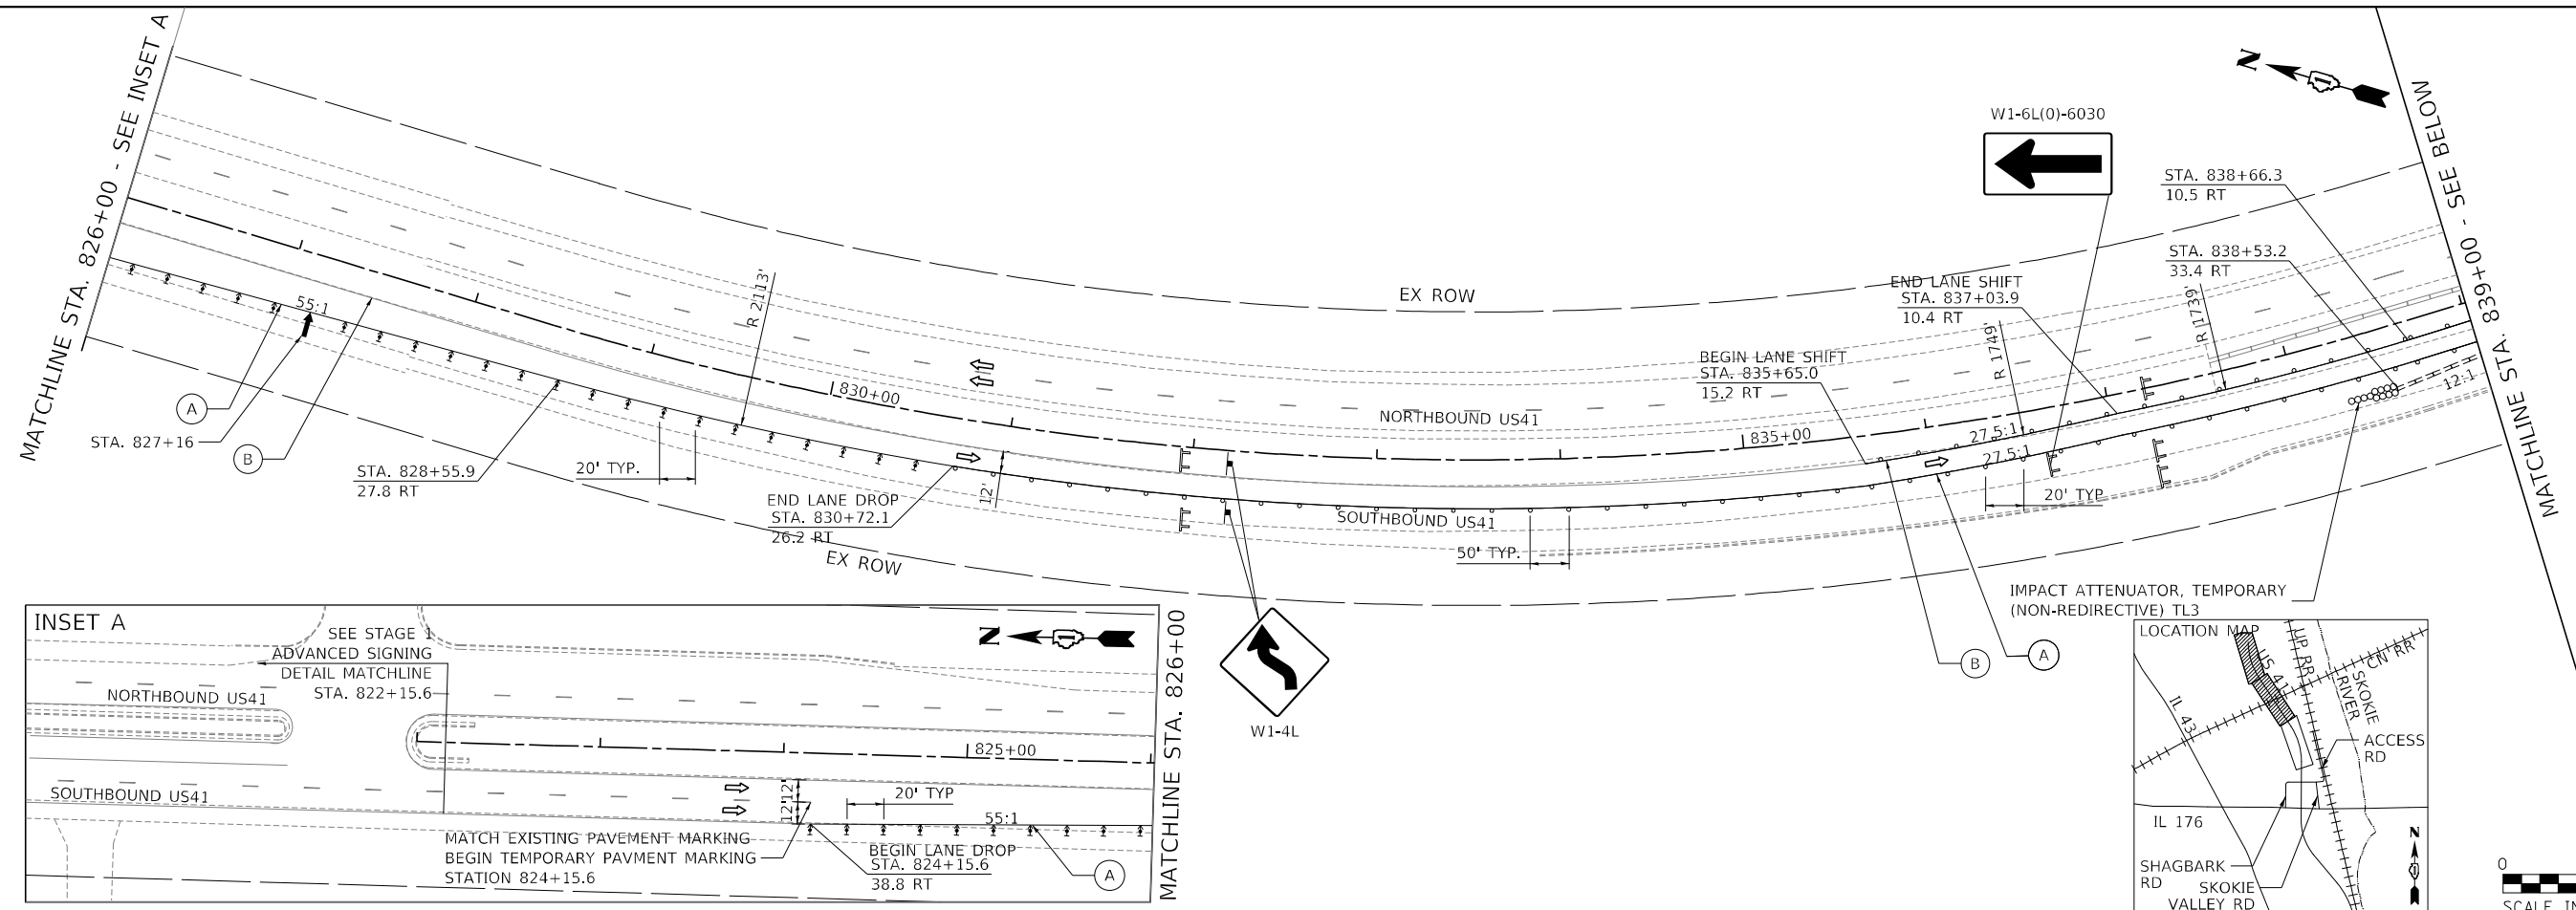 MATCHLINE STA. 826+00 - SEE INSET A
N
MATCHLINE STA. 839+00 - SEE BELOW
W1-6L(0)-6030
STA. 838+66.3
10.5 RT
STA. 838+53.2
33.4 RT
R 2113'
EX ROW
END LANE SHIFT
STA. 837+03.9
10.4 RT
R 1739'
R 1749'
55:1
BEGIN LANE SHIFT
STA. 835+65.0
15.2 RT
830+00
NORTHBOUND US41
835+00
27.5:1
27.5:1
12:1
A
STA. 827+16
B
STA. 828+55.9
27.8 RT
20' TYP.
12'
END LANE DROP
STA. 830+72.1
26.2 RT
EX ROW
SOUTHBOUND US41
50' TYP.
20' TYP
IMPACT ATTENUATOR, TEMPORARY
(NON-REDIRECTIVE) TL3
B
A
W1-4L
INSET A
SEE STAGE 1
ADVANCED SIGNING
DETAIL MATCHLINE
STA. 822+15.6
N
NORTHBOUND US41
825+00
SOUTHBOUND US41
12'
12'
20' TYP
55:1
MATCH EXISTING PAVEMENT MARKING
BEGIN TEMPORARY PAVMENT MARKING
STATION 824+15.6
BEGIN LANE DROP
STA. 824+15.6
38.8 RT
A
MATCHLINE STA. 826+00
LOCATION MAP
US 41
UP RR
CN RR
SKOKIE
RIVER
IL 43
ACCESS
RD
IL 176
SHAGBARK
RD
SKOKIE
VALLEY RD
N
0
SCALE IN